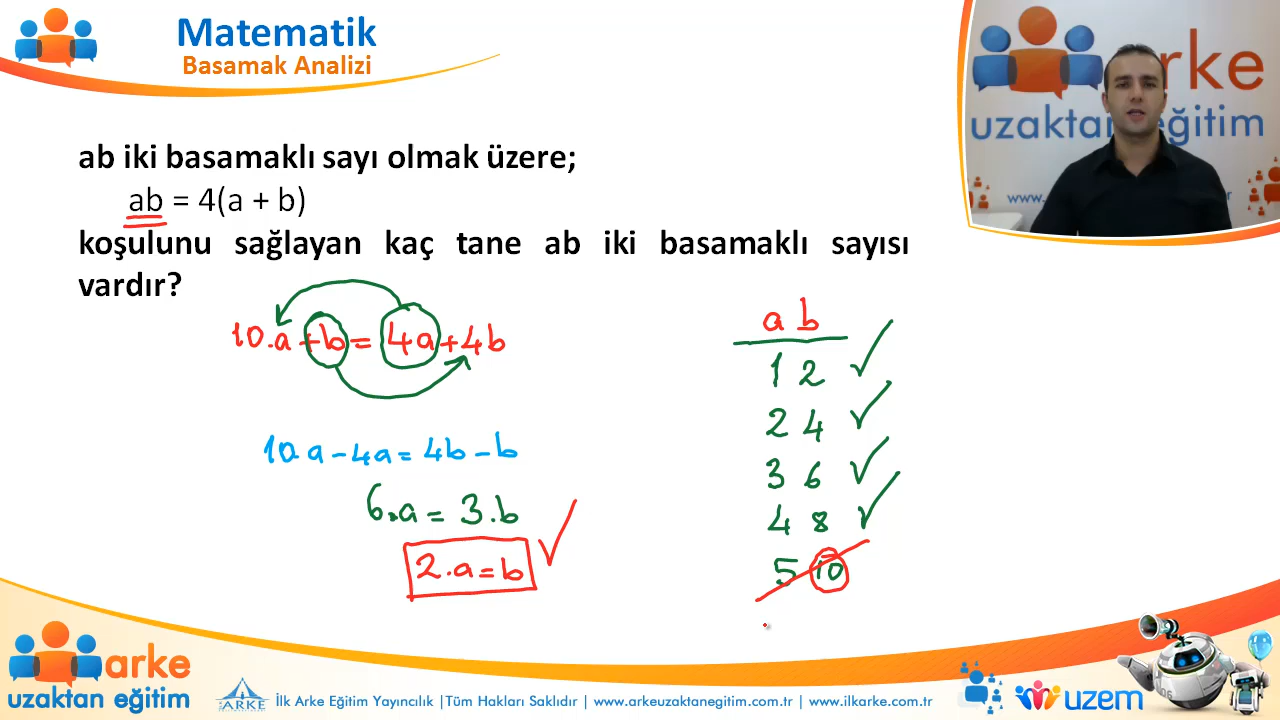 Matematik
Basamak Analizi
arke
uzaktan eğitim
ab iki basamaklı sayı olmak üzere;
ab = 4(a + b)
koşulunu sağlayan kaç tane ab iki basamaklı sayısı
vardır?
10.a+b=4a+4b
10.a-4a=4b-b
6.a=3.b
2.a=b
a b
1 2
2 4
3 6
4 8
5 10
arke
uzaktan eğitim
ARKE
İlk Arke Eğitim Yayıncılık |Tüm Hakları Saklıdır | www.arkeuzaktanegitim.com.tr | www.ilkarke.com.tr
uzem